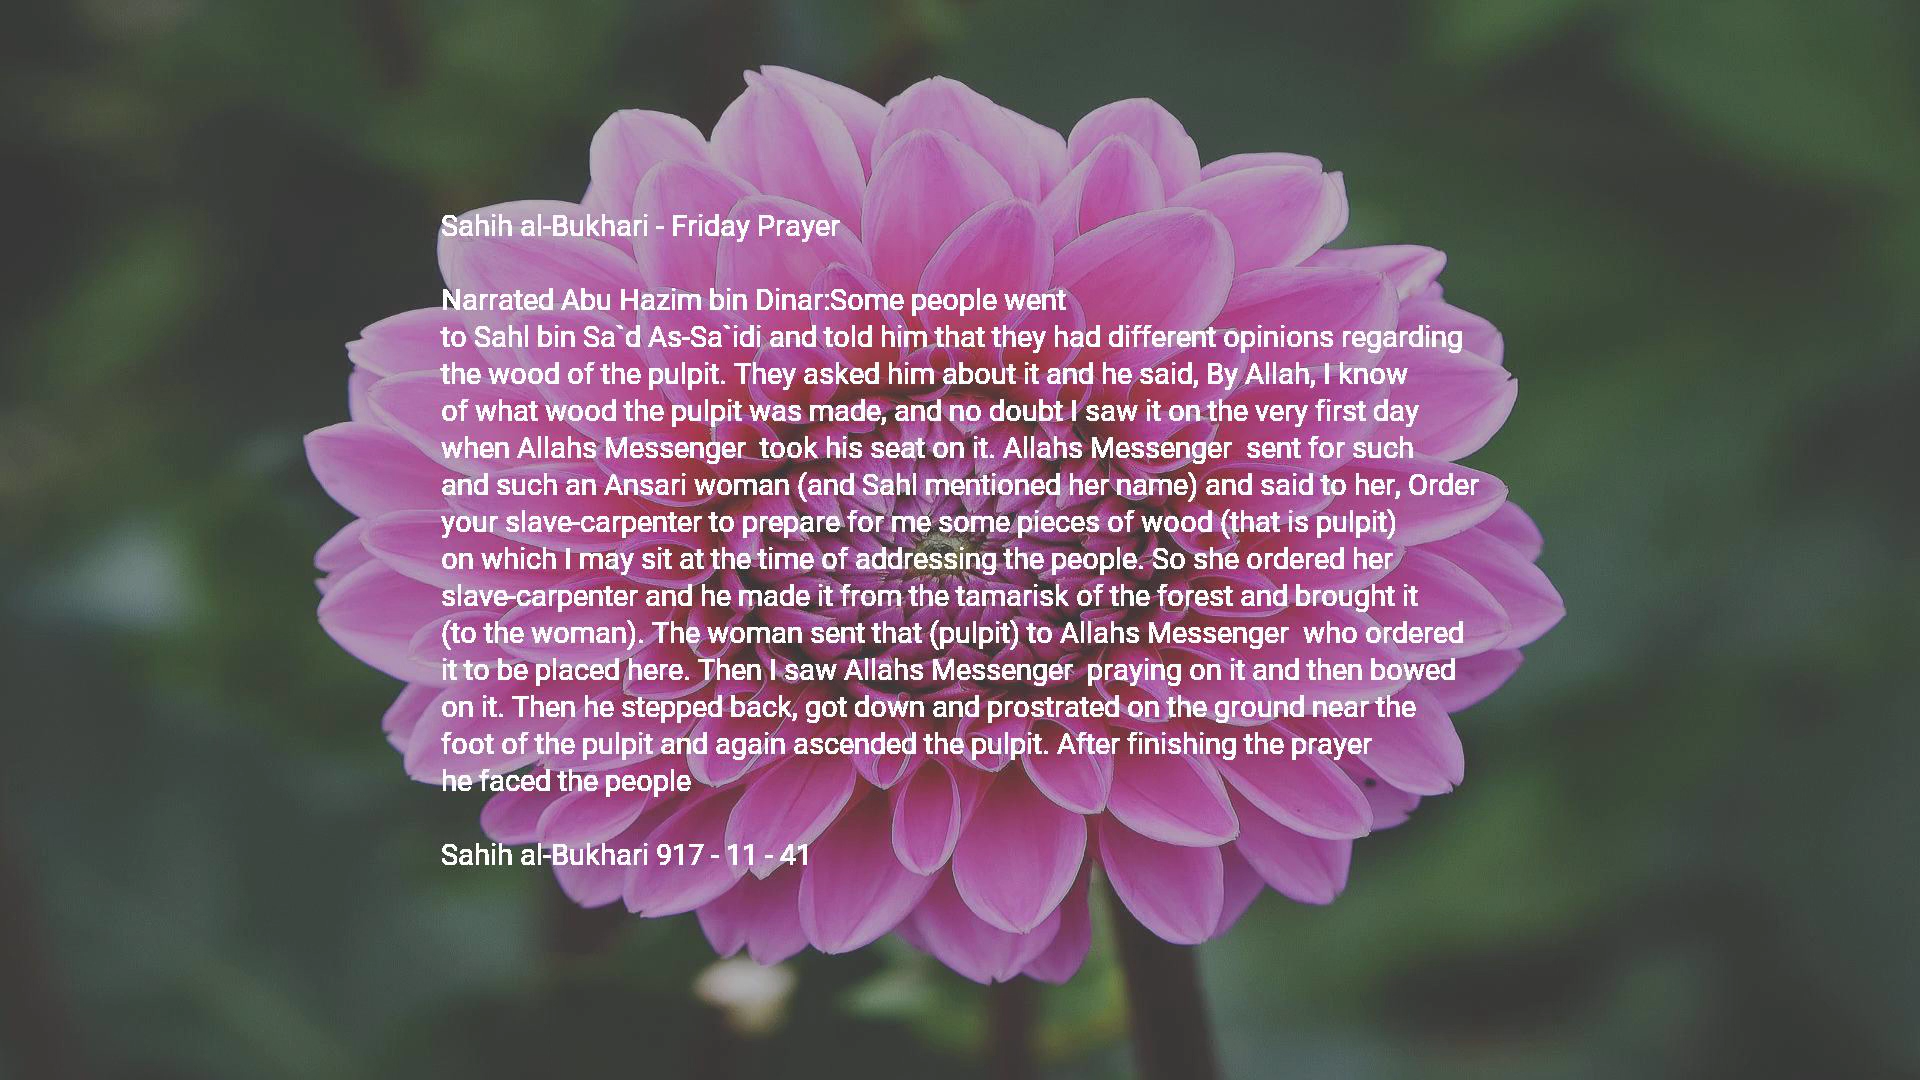 Sahih al-Bukhari - Friday Prayer
Narrated Abu Hazim bin Dinar:Some people went
to Sahl bin Sa`d As-Sa`idi and told him that they had different opinions regarding
the wood of the pulpit. They asked him about it and he said, By Allah, I know
of what wood the pulpit was made, and no doubt I saw it on the very first day
when Allahs Messenger  took his seat on it. Allahs Messenger  sent for such
and such an Ansari woman (and Sahl mentioned her name) and said to her, Order
your slave-carpenter to prepare for me some pieces of wood (that is pulpit)
on which I may sit at the time of addressing the people. So she ordered her
slave-carpenter and he made it from the tamarisk of the forest and brought it
(to the woman). The woman sent that (pulpit) to Allahs Messenger  who ordered
it to be placed here. Then I saw Allahs Messenger  praying on it and then bowed
on it. Then he stepped back, got down and prostrated on the ground near the
foot of the pulpit and again ascended the pulpit. After finishing the prayer
he faced the people
Sahih al-Bukhari 917 - 11 - 41